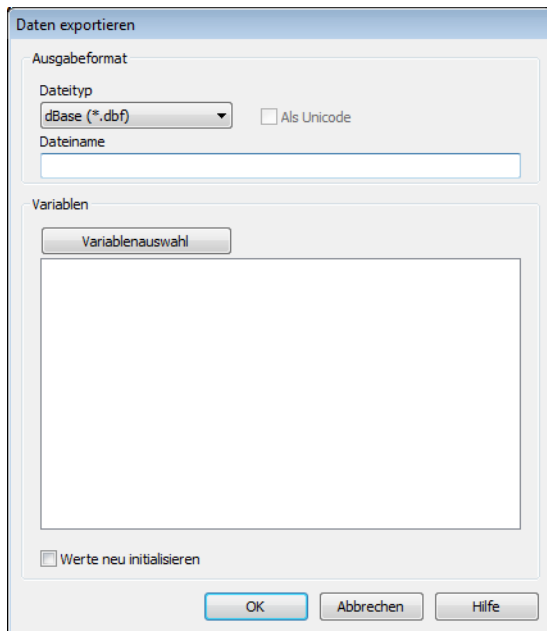 Daten exportieren
Ausgabeformat
Dateityp
dBase (*.dbf)
Als Unicode
Dateiname
Variablen
Variablenauswahl
Werte neu initialisieren
OK
Abbrechen
Hilfe